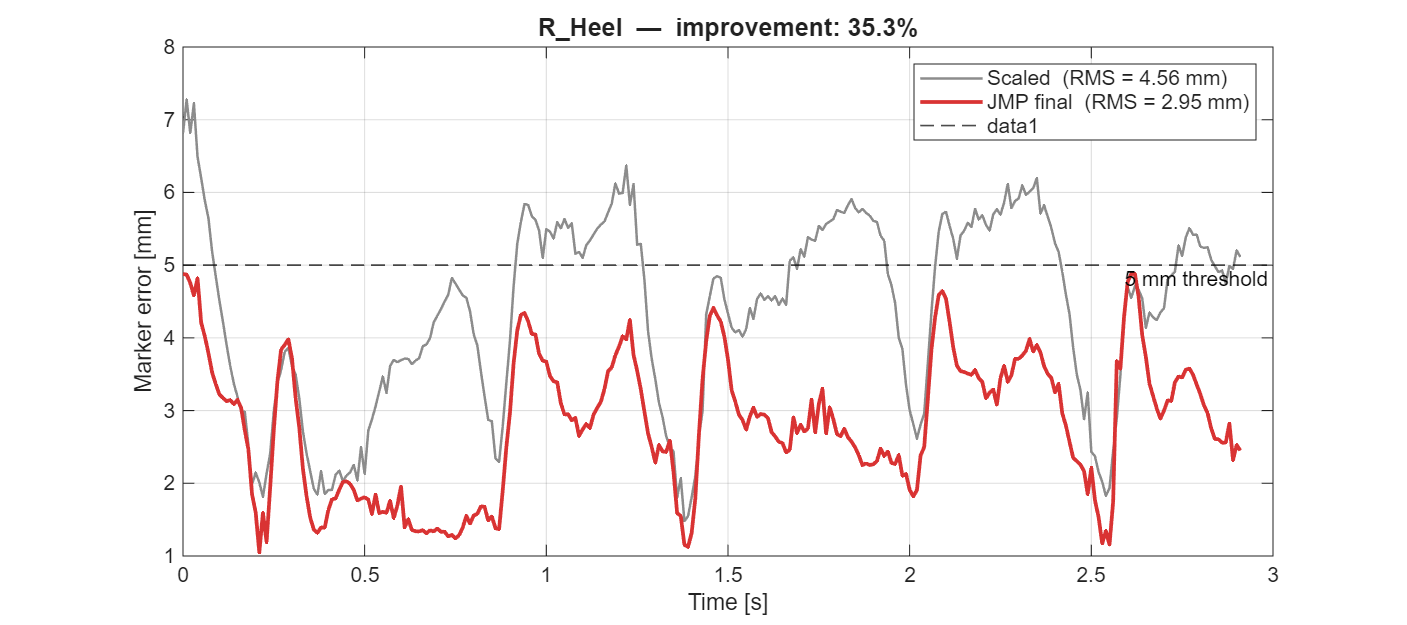 R_Heel — improvement: 35.3%
8
7
6
5
4
3
2
1
Marker error [mm]
Scaled (RMS = 4.56 mm)
JMP final (RMS = 2.95 mm)
data1
5 mm threshold
0 0.5 1 1.5 2 2.5 3
Time [s]